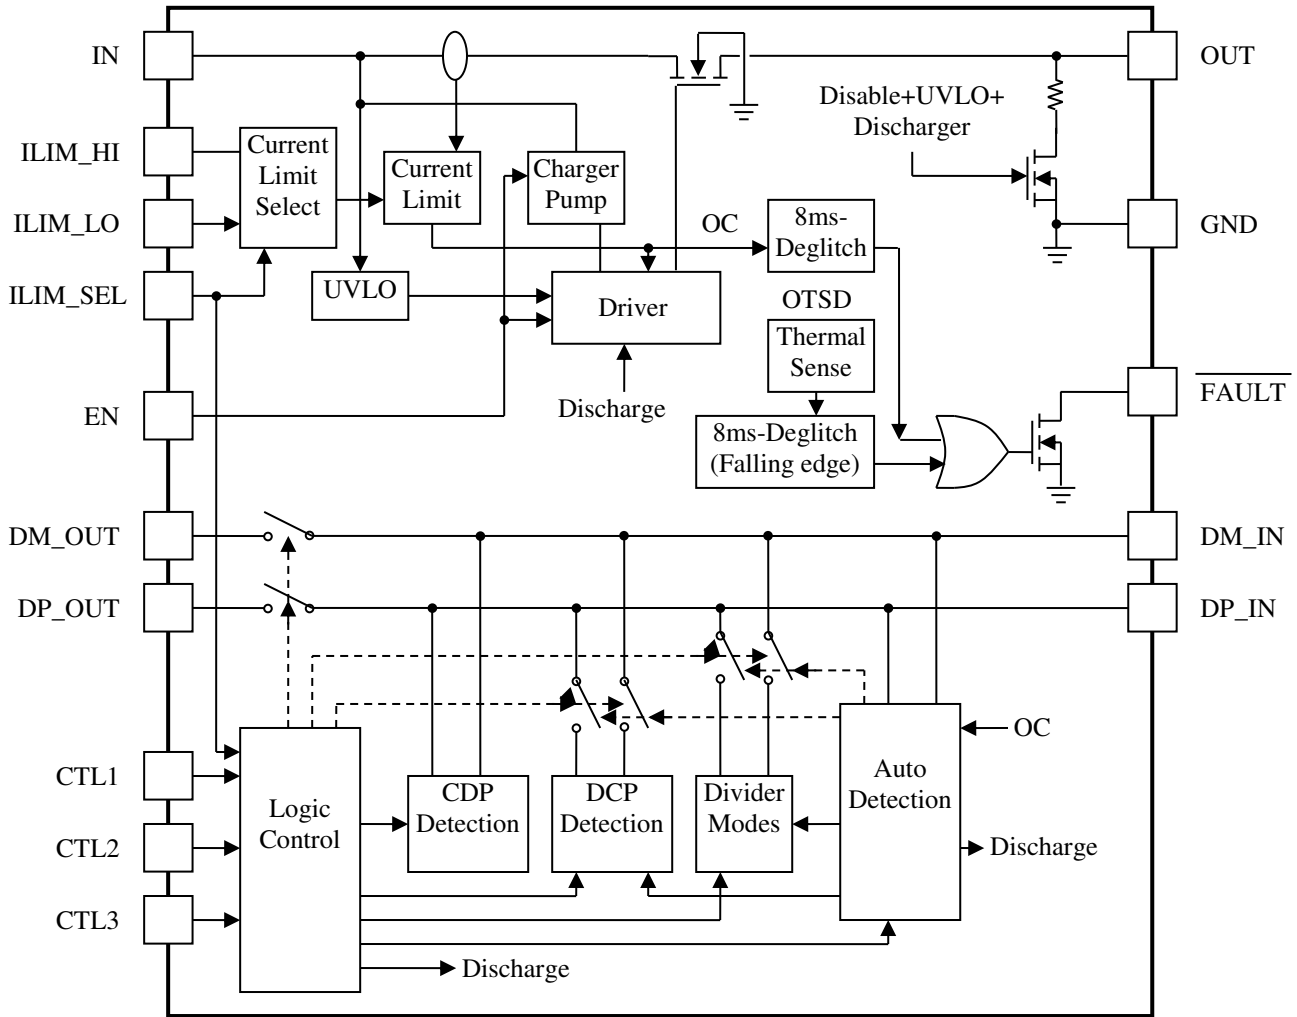 IN
OUT
Disable+UVLO+
Discharger
ILIM_HI
Current
Limit
Select
Current
Limit
Charger
Pump
ILIM_LO
OC
8ms-
Deglitch
GND
ILIM_SEL
UVLO
Driver
OTSD
Thermal
Sense
EN
Discharge
FAULT
8ms-Deglitch
(Falling edge)
DM_OUT
DM_IN
DP_OUT
DP_IN
CTL1
CTL2
CTL3
Logic
Control
CDP
Detection
DCP
Detection
Divider
Modes
Auto
Detection
OC
Discharge
Discharge